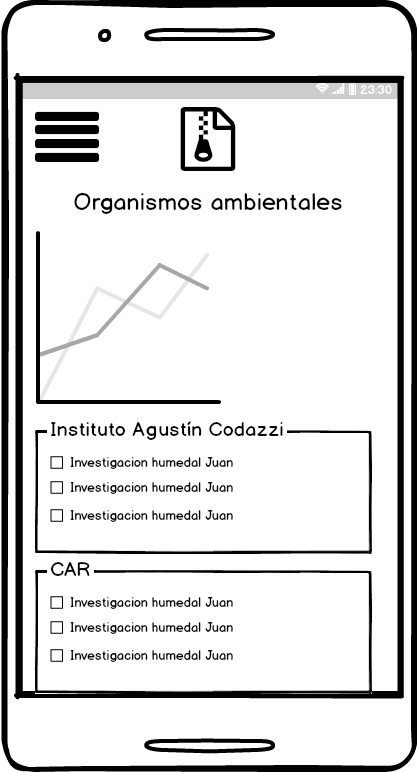 23:30
Organismos ambientales
Instituto Agustín Codazzi
Investigacion humedal Juan
Investigacion humedal Juan
Investigacion humedal Juan
CAR
Investigacion humedal Juan
Investigacion humedal Juan
Investigacion humedal Juan